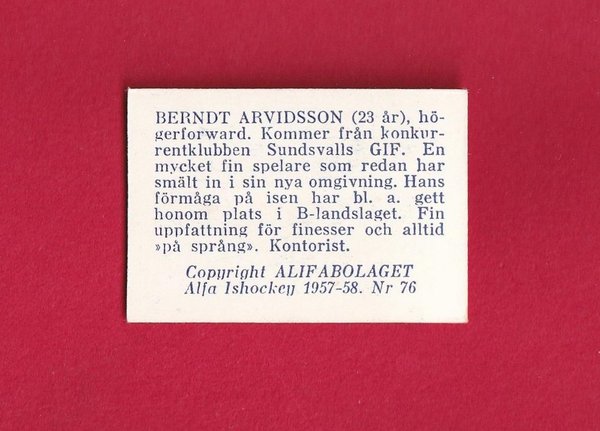 BERNDT ARVIDSSON (23 år), hö-
gerforward. Kommer från konkur-
rentklubben Sundsvalls GIF. En
mycket fin spelare som redan har
smält in i sin nya omgivning. Hans
förmåga på isen har bl. a. gett
honom plats i B-landslaget. Fin
uppfattning för finesser och alltid
»på språng». Kontorist.
Copyright ALIFABOLAGET
Alfa Ishockey 1957-58. Nr 76